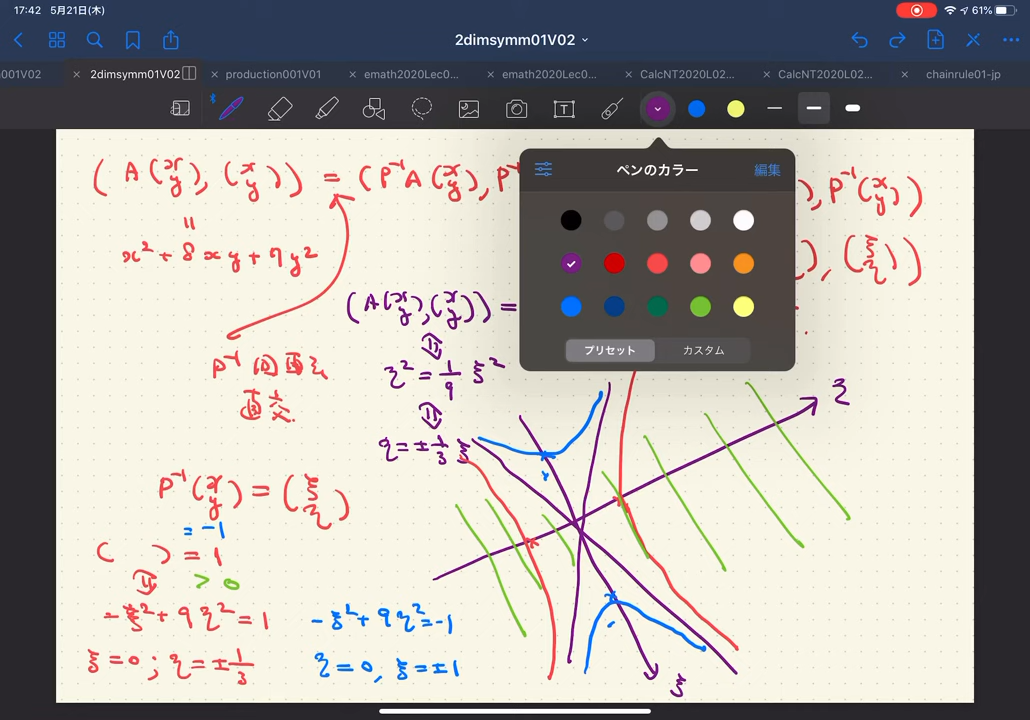 17:42 5月21日(木)
61%
2dimsymm01V02
001V02
2dimsymm01V02
production001V01
emath2020Lec0...
emath2020Lec0...
CalcNT2020L02...
CalcNT2020L02...
chainrule01-jp
ペンのカラー
編集
プリセット
カスタム
(A(x y), (x y)) = (P⁻¹A(x y), P⁻¹
), P⁻¹(x y))
"
x² + 8xy + 7y²
), (ξ η))
(A(x y), (x y)) =
⇓
η² = 1/9 ξ²
⇓
η = ±1/3 ξ
P⁻¹
直交
P⁻¹(x y) = (ξ η)
= -1
( ) = 1
> 0
⇓
-ξ² + 9η² = 1
-ξ² + 9η² = -1
ξ = 0 ; η = ±1/3
η = 0, ξ = ±1
η
ξ